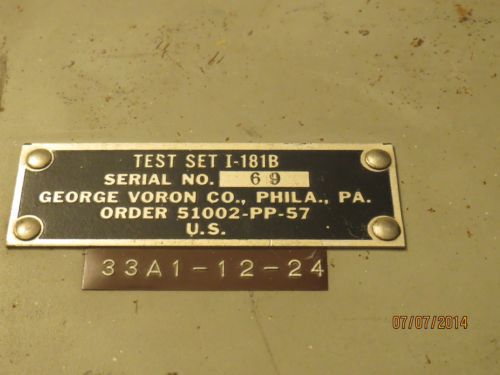 TEST SET I-181B
SERIAL NO. 69
GEORGE VORON CO., PHILA., PA.
ORDER 51002-PP-57
U.S.
33A1-12-24
07/07/2014